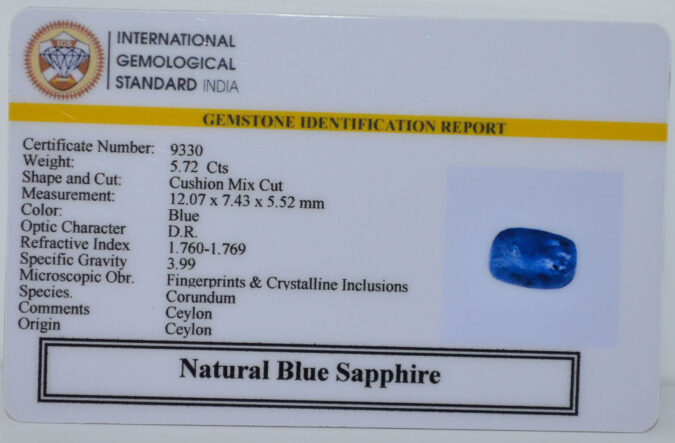 INTERNATIONAL
GEMOLOGICAL
STANDARD INDIA
GEMSTONE IDENTIFICATION REPORT
Certificate Number: 9330
Weight: 5.72 Cts
Shape and Cut: Cushion Mix Cut
Measurement: 12.07 x 7.43 x 5.52 mm
Color: Blue
Optic Character D.R.
Refractive Index 1.760-1.769
Specific Gravity 3.99
Microscopic Obr. Fingerprints & Crystalline Inclusions
Species. Corundum
Comments Ceylon
Origin Ceylon
Natural Blue Sapphire